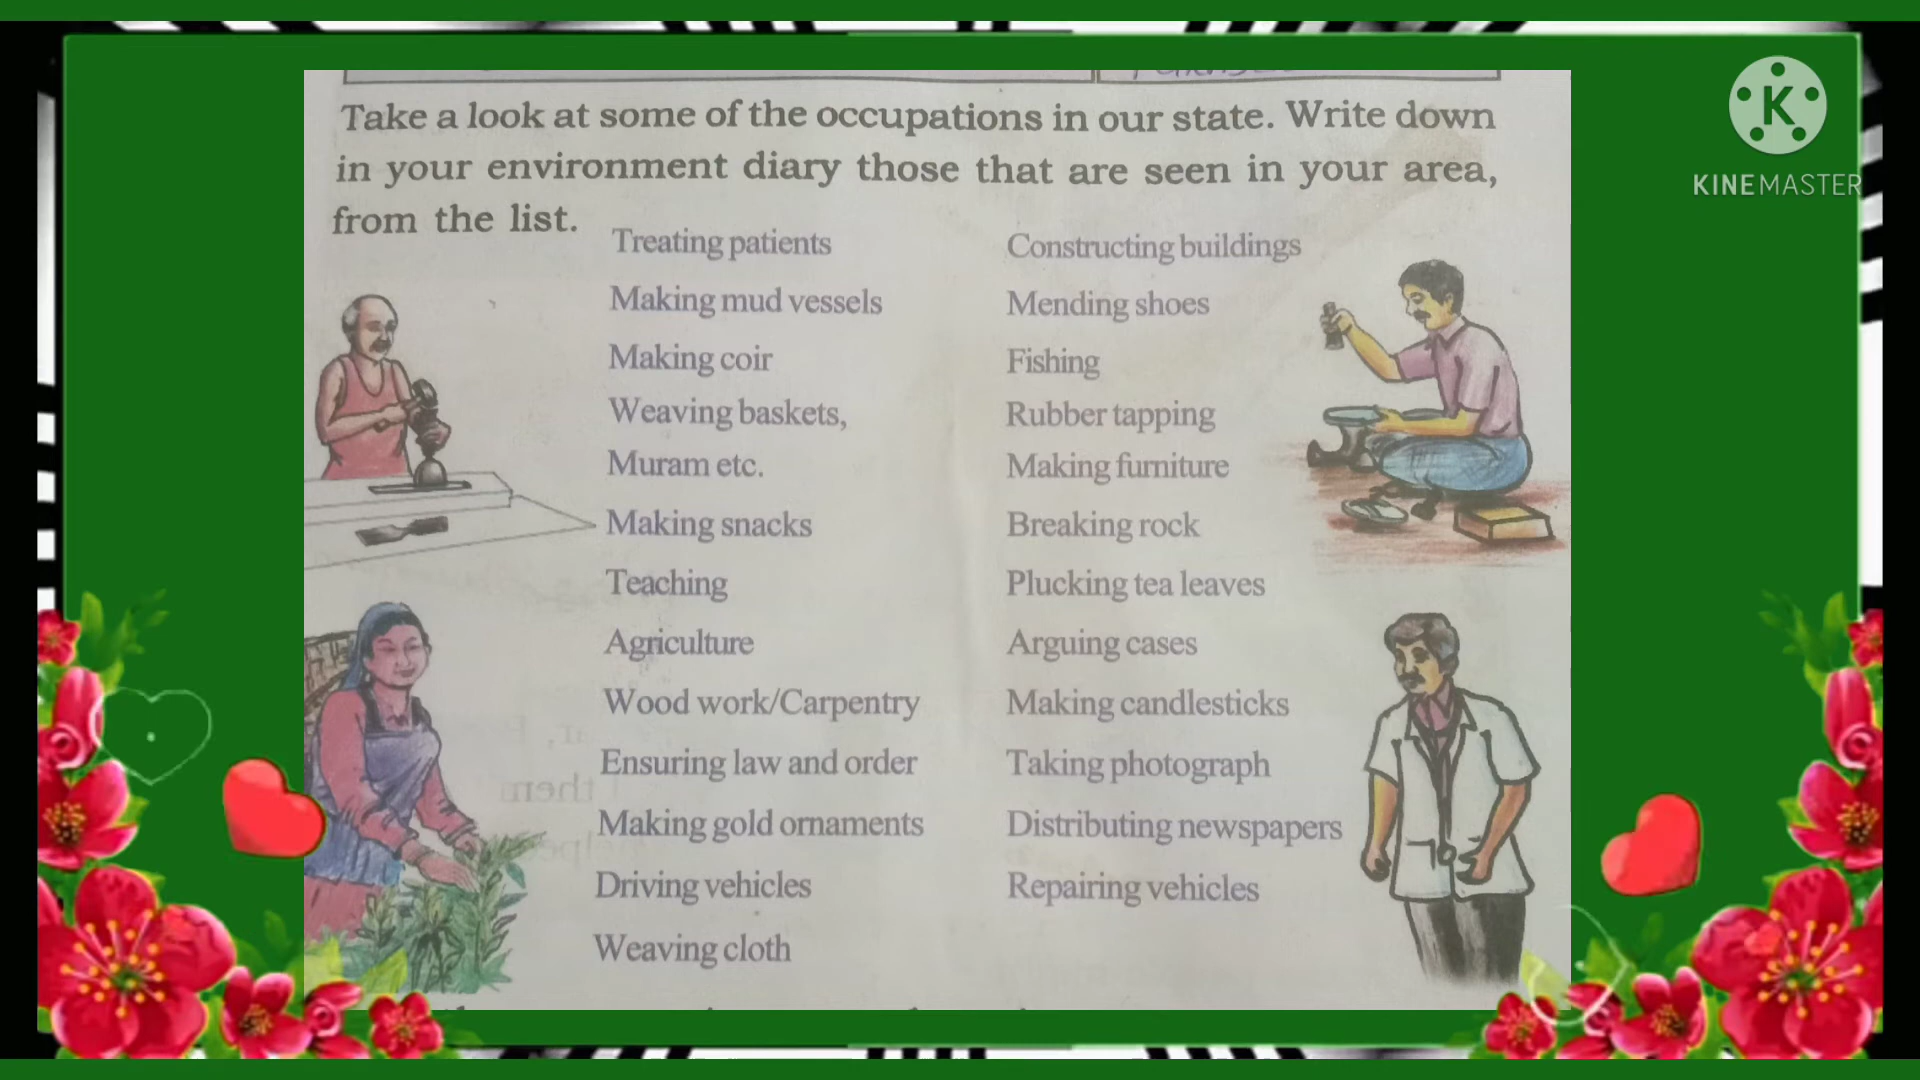 Take a look at some of the occupations in our state. Write down
in your environment diary those that are seen in your area,
from the list.
Treating patients
Making mud vessels
Making coir
Weaving baskets,
Muram etc.
Making snacks
Teaching
Agriculture
Wood work/Carpentry
Ensuring law and order
Making gold ornaments
Driving vehicles
Weaving cloth
Constructing buildings
Mending shoes
Fishing
Rubber tapping
Making furniture
Breaking rock
Plucking tea leaves
Arguing cases
Making candlesticks
Taking photograph
Distributing newspapers
Repairing vehicles
K
KINEMASTER